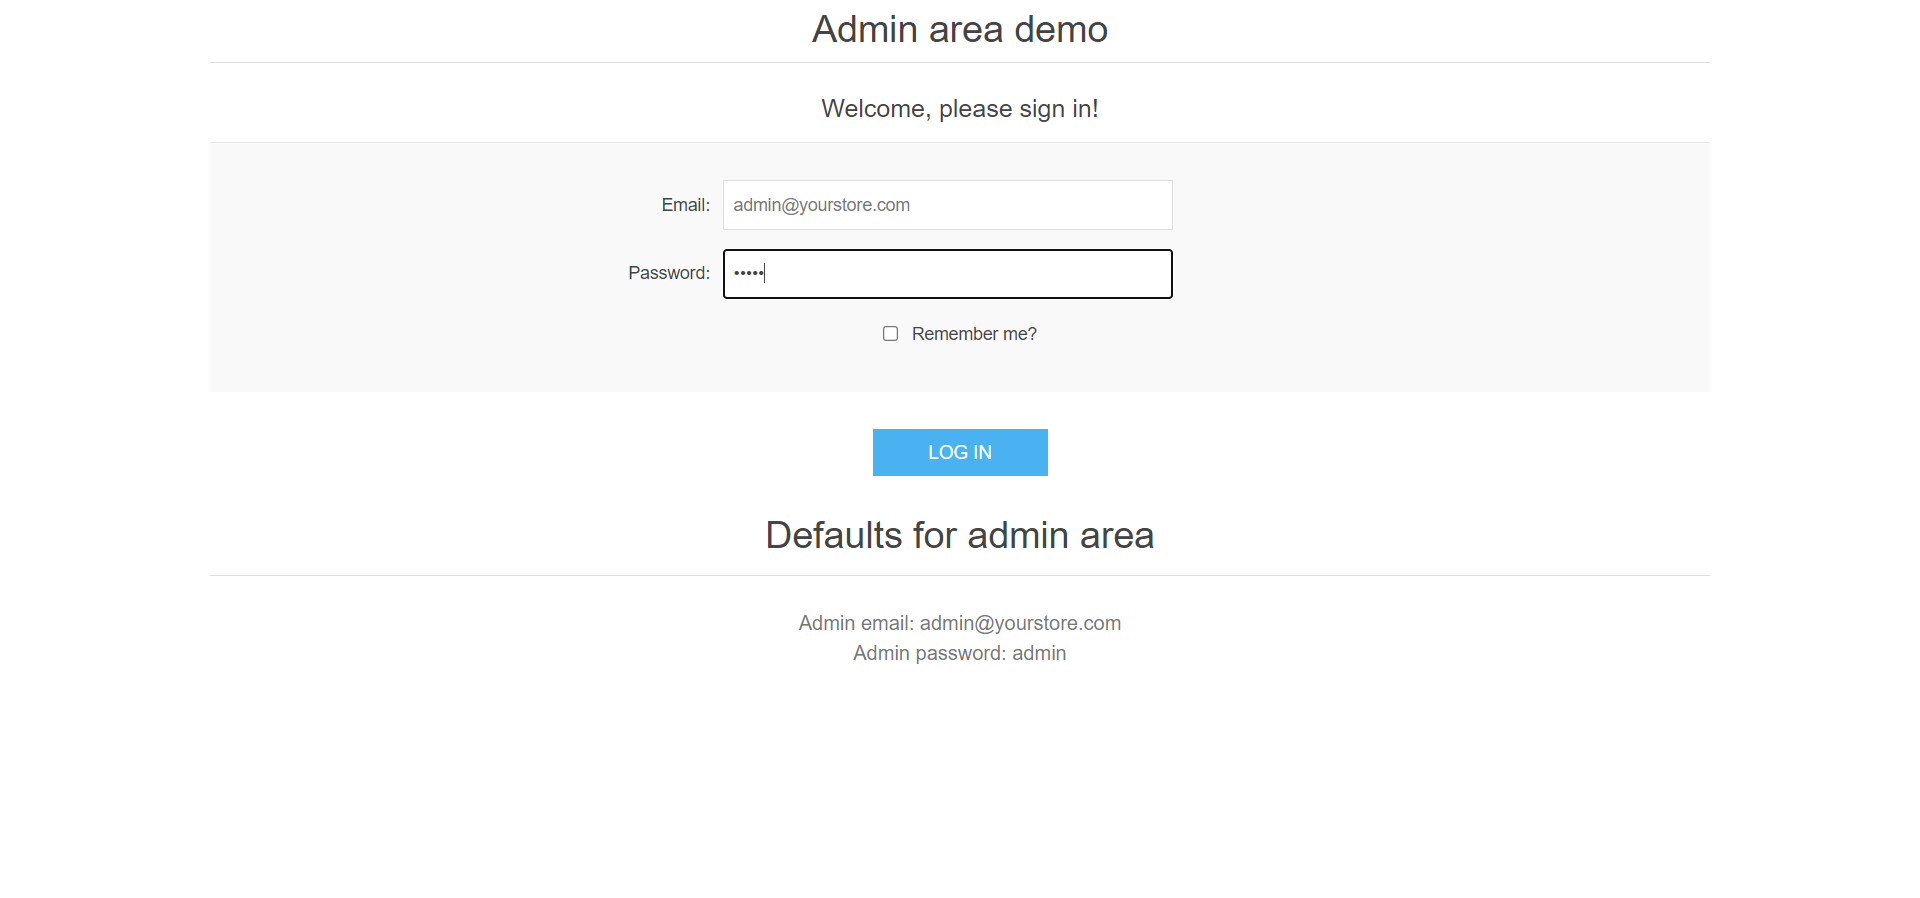 Admin area demo
Welcome, please sign in!
Email: admin@yourstore.com
Password: •••••
Remember me?
LOG IN
Defaults for admin area
Admin email: admin@yourstore.com
Admin password: admin